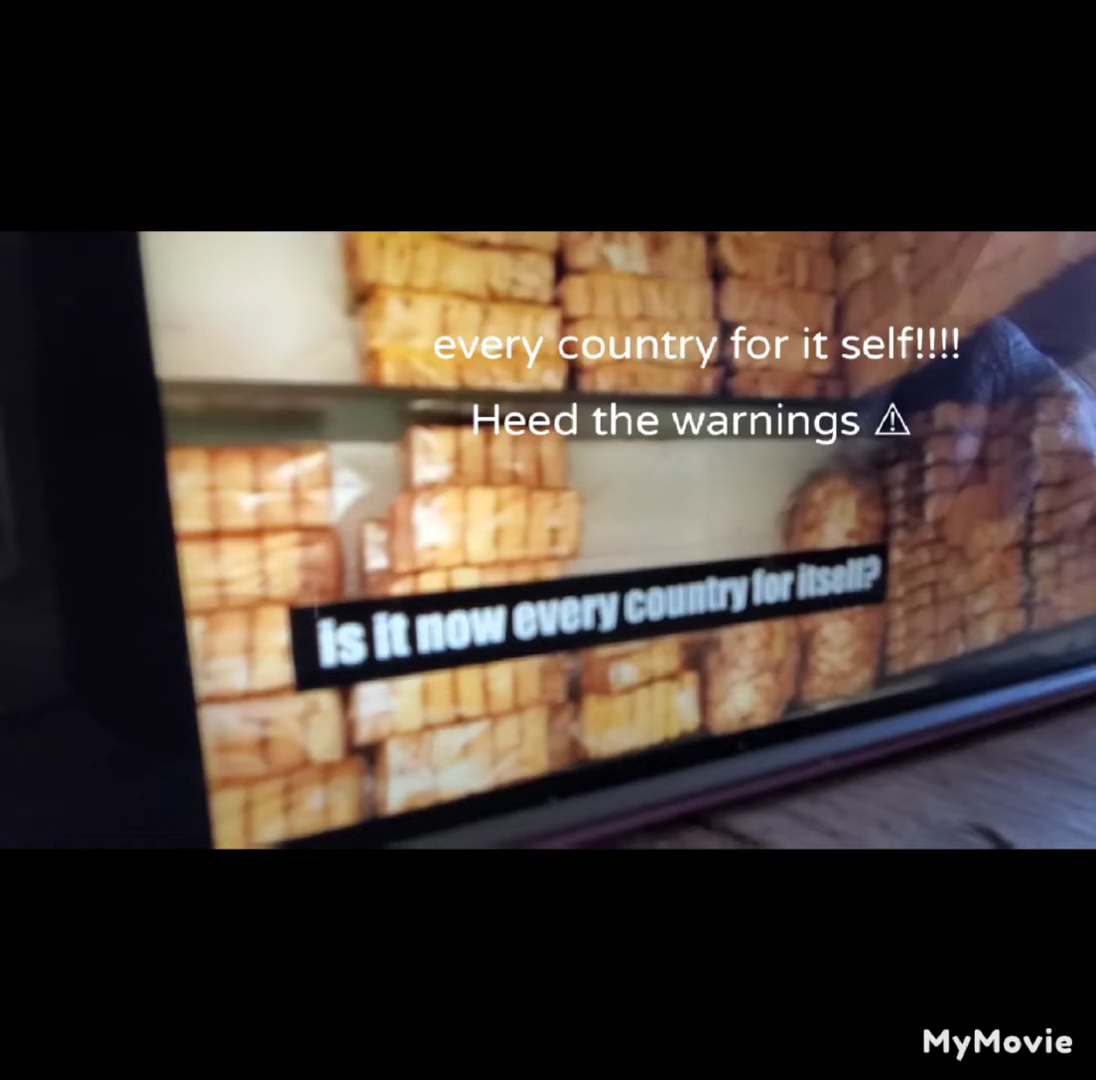 every country for it self!!!!
Heed the warnings ⚠
is it now every country for itself?
MyMovie